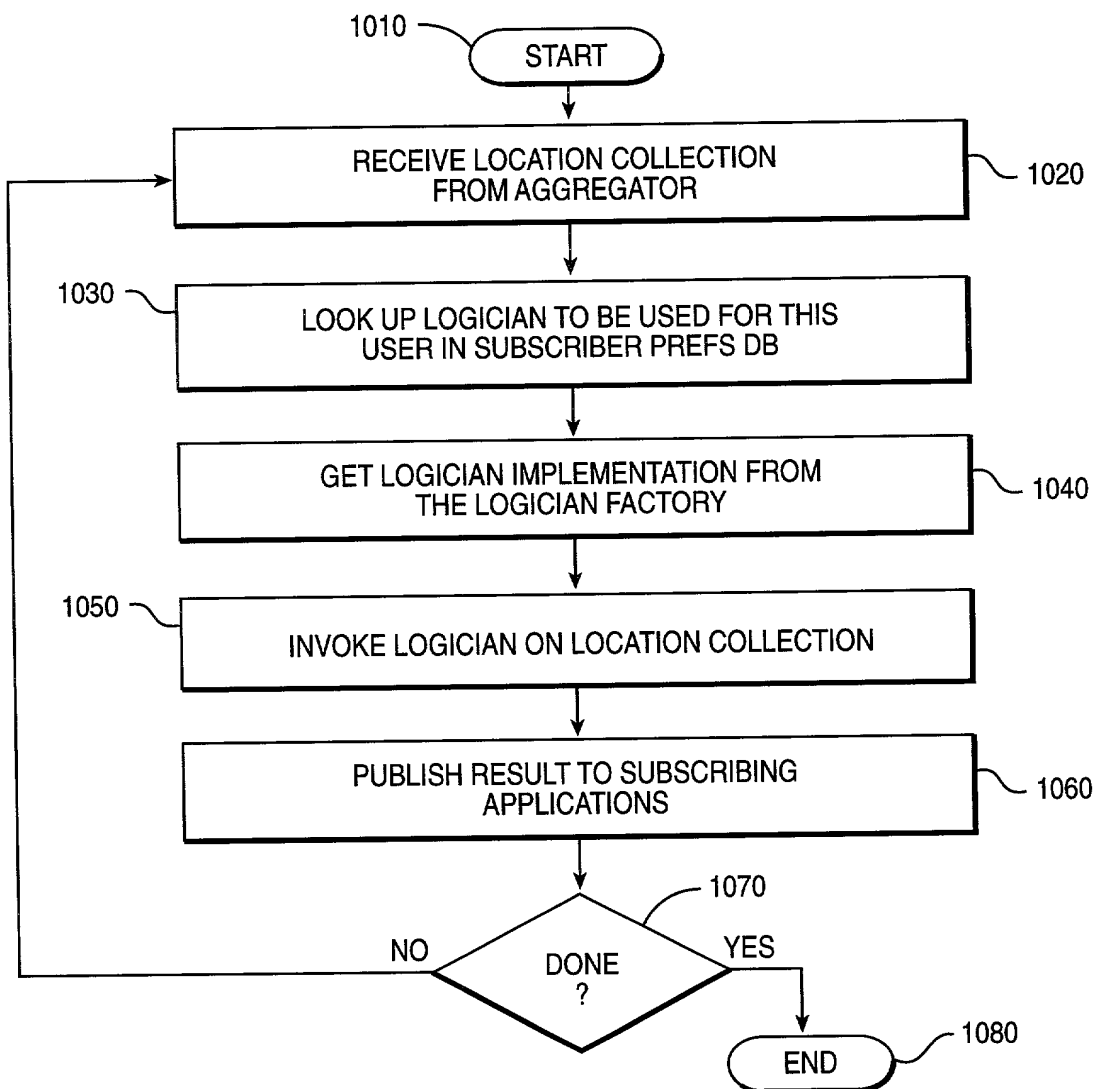 1010
START
RECEIVE LOCATION COLLECTION
FROM AGGREGATOR
1020
1030
LOOK UP LOGICIAN TO BE USED FOR THIS
USER IN SUBSCRIBER PREFS DB
GET LOGICIAN IMPLEMENTATION FROM
THE LOGICIAN FACTORY
1040
1050
INVOKE LOGICIAN ON LOCATION COLLECTION
PUBLISH RESULT TO SUBSCRIBING
APPLICATIONS
1060
1070
NO
DONE
?
YES
END
1080